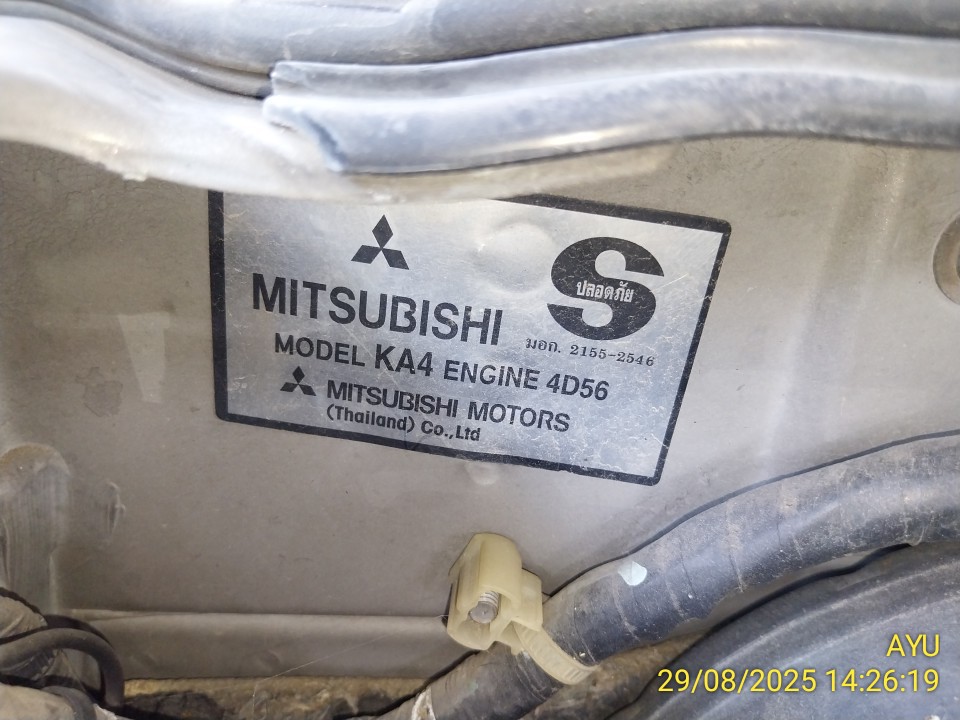 MITSUBISHI
S
ปลอดภัย
มอก. 2155-2546
MODEL KA4 ENGINE 4D56
MITSUBISHI MOTORS
(Thailand) Co.,Ltd
AYU
29/08/2025 14:26:19